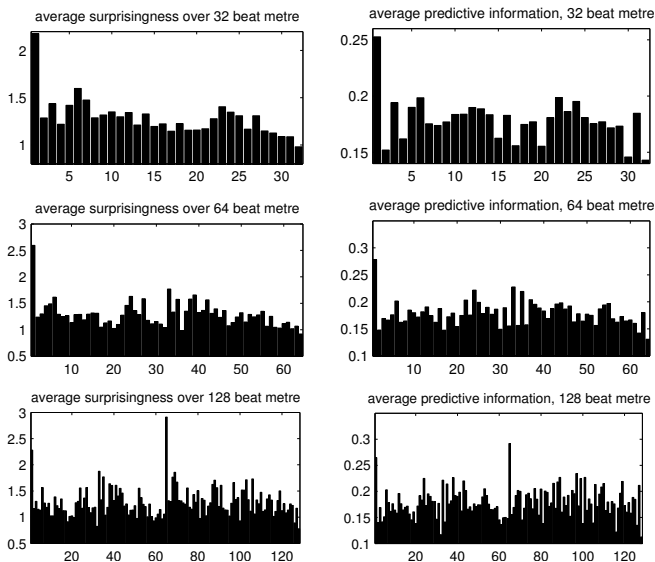 average surprisingness over 32 beat metre
2
1.5
1
5 10 15 20 25 30
average predictive information, 32 beat metre
0.25
0.2
0.15
5 10 15 20 25 30
average surprisingness over 64 beat metre
3
2.5
2
1.5
1
0.5
10 20 30 40 50 60
average predictive information, 64 beat metre
0.3
0.25
0.2
0.15
0.1
10 20 30 40 50 60
average surprisingness over 128 beat metre
3
2.5
2
1.5
1
0.5
20 40 60 80 100 120
average predictive information, 128 beat metre
0.3
0.25
0.2
0.15
0.1
20 40 60 80 100 120